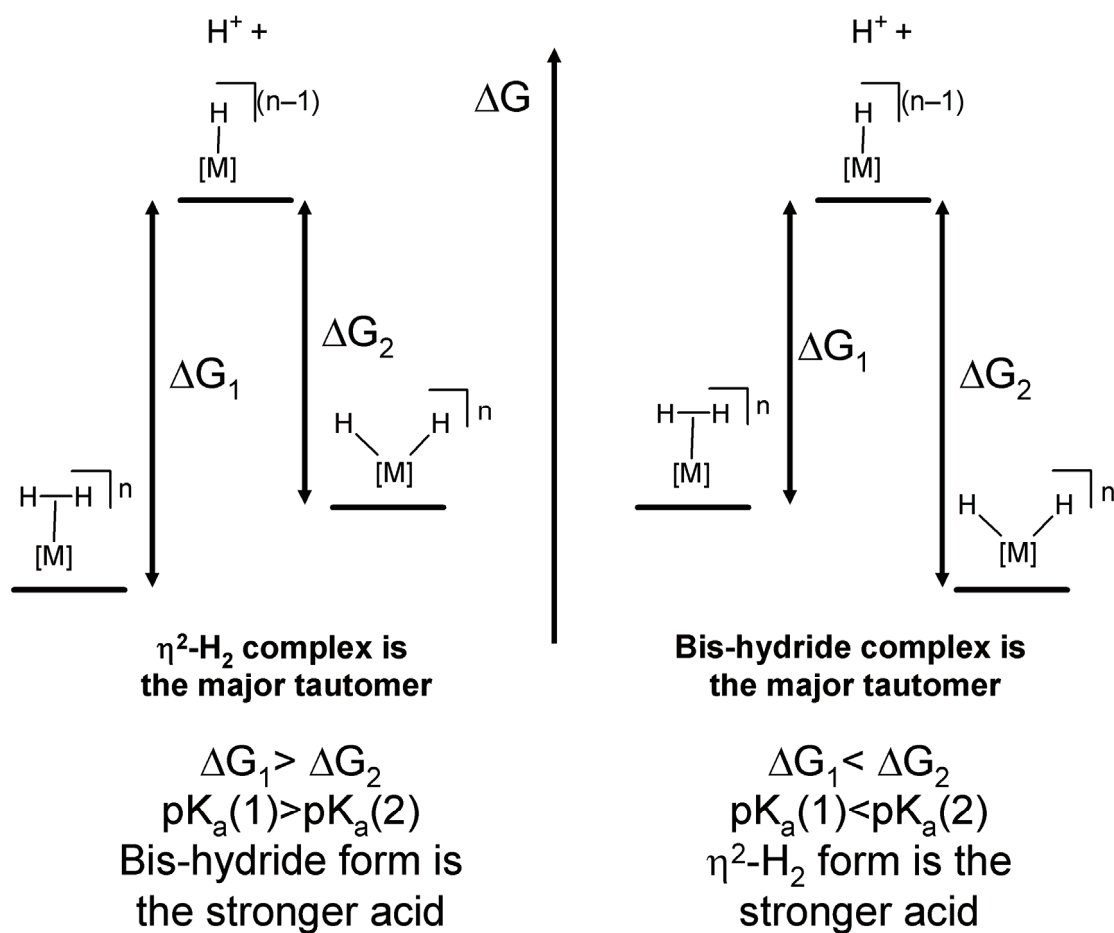 H⁺ +
H (n–1)
[M]
ΔG₁
ΔG₂
H–H n
[M]
H H n
[M]
η²-H₂ complex is
the major tautomer
ΔG₁> ΔG₂
pKₐ(1)>pKₐ(2)
Bis-hydride form is
the stronger acid
ΔG
H⁺ +
H (n–1)
[M]
ΔG₁
ΔG₂
H–H n
[M]
H H n
[M]
Bis-hydride complex is
the major tautomer
ΔG₁< ΔG₂
pKₐ(1)<pKₐ(2)
η²-H₂ form is the
stronger acid